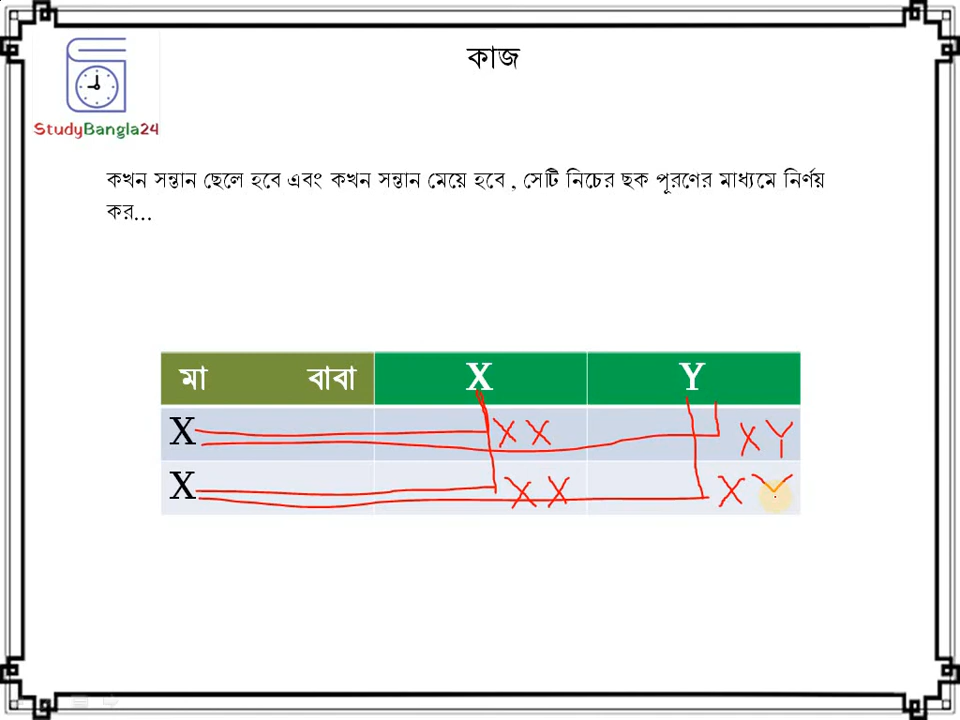 কাজ
StudyBangla24
কখন সন্তান ছেলে হবে এবং কখন সন্তান মেয়ে হবে , সেটি নিচের ছক পূরণের মাধ্যমে নির্ণয়
কর...
মা বাবা X Y
X XX XY
X XX XY